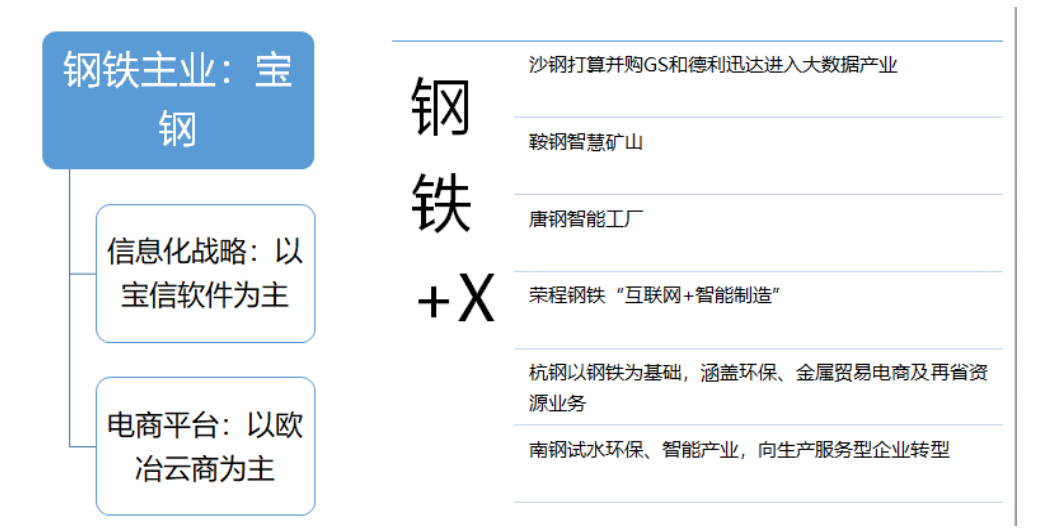 钢铁主业：宝
钢
信息化战略：以
宝信软件为主
电商平台：以欧
冶云商为主
钢
铁
+X
沙钢打算并购GS和德利迅达进入大数据产业
鞍钢智慧矿山
唐钢智能工厂
荣程钢铁“互联网+智能制造”
杭钢以钢铁为基础，涵盖环保、金属贸易电商及再省资
源业务
南钢试水环保、智能产业，向生产服务型企业转型